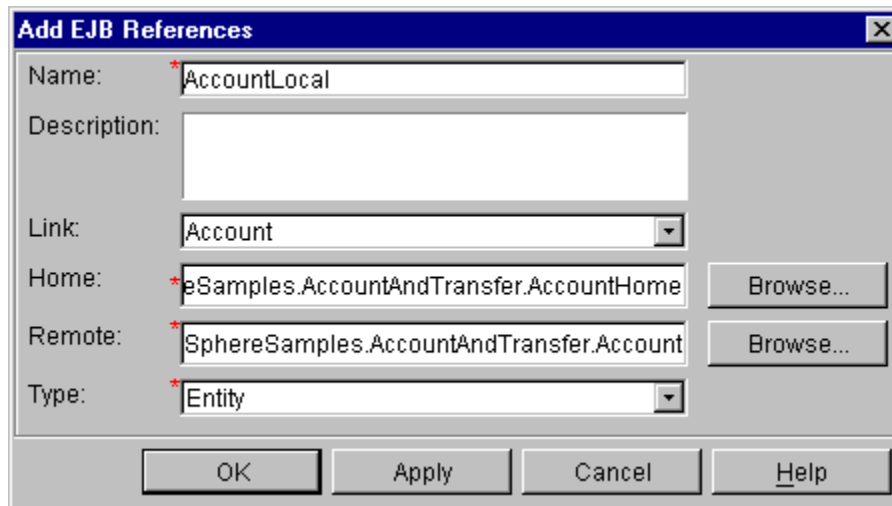 Add EJB References
Name: *AccountLocal
Description:
Link: Account
Home: *eSamples.AccountAndTransfer.AccountHome Browse...
Remote: *SphereSamples.AccountAndTransfer.Account Browse...
Type: *Entity
OK Apply Cancel Help